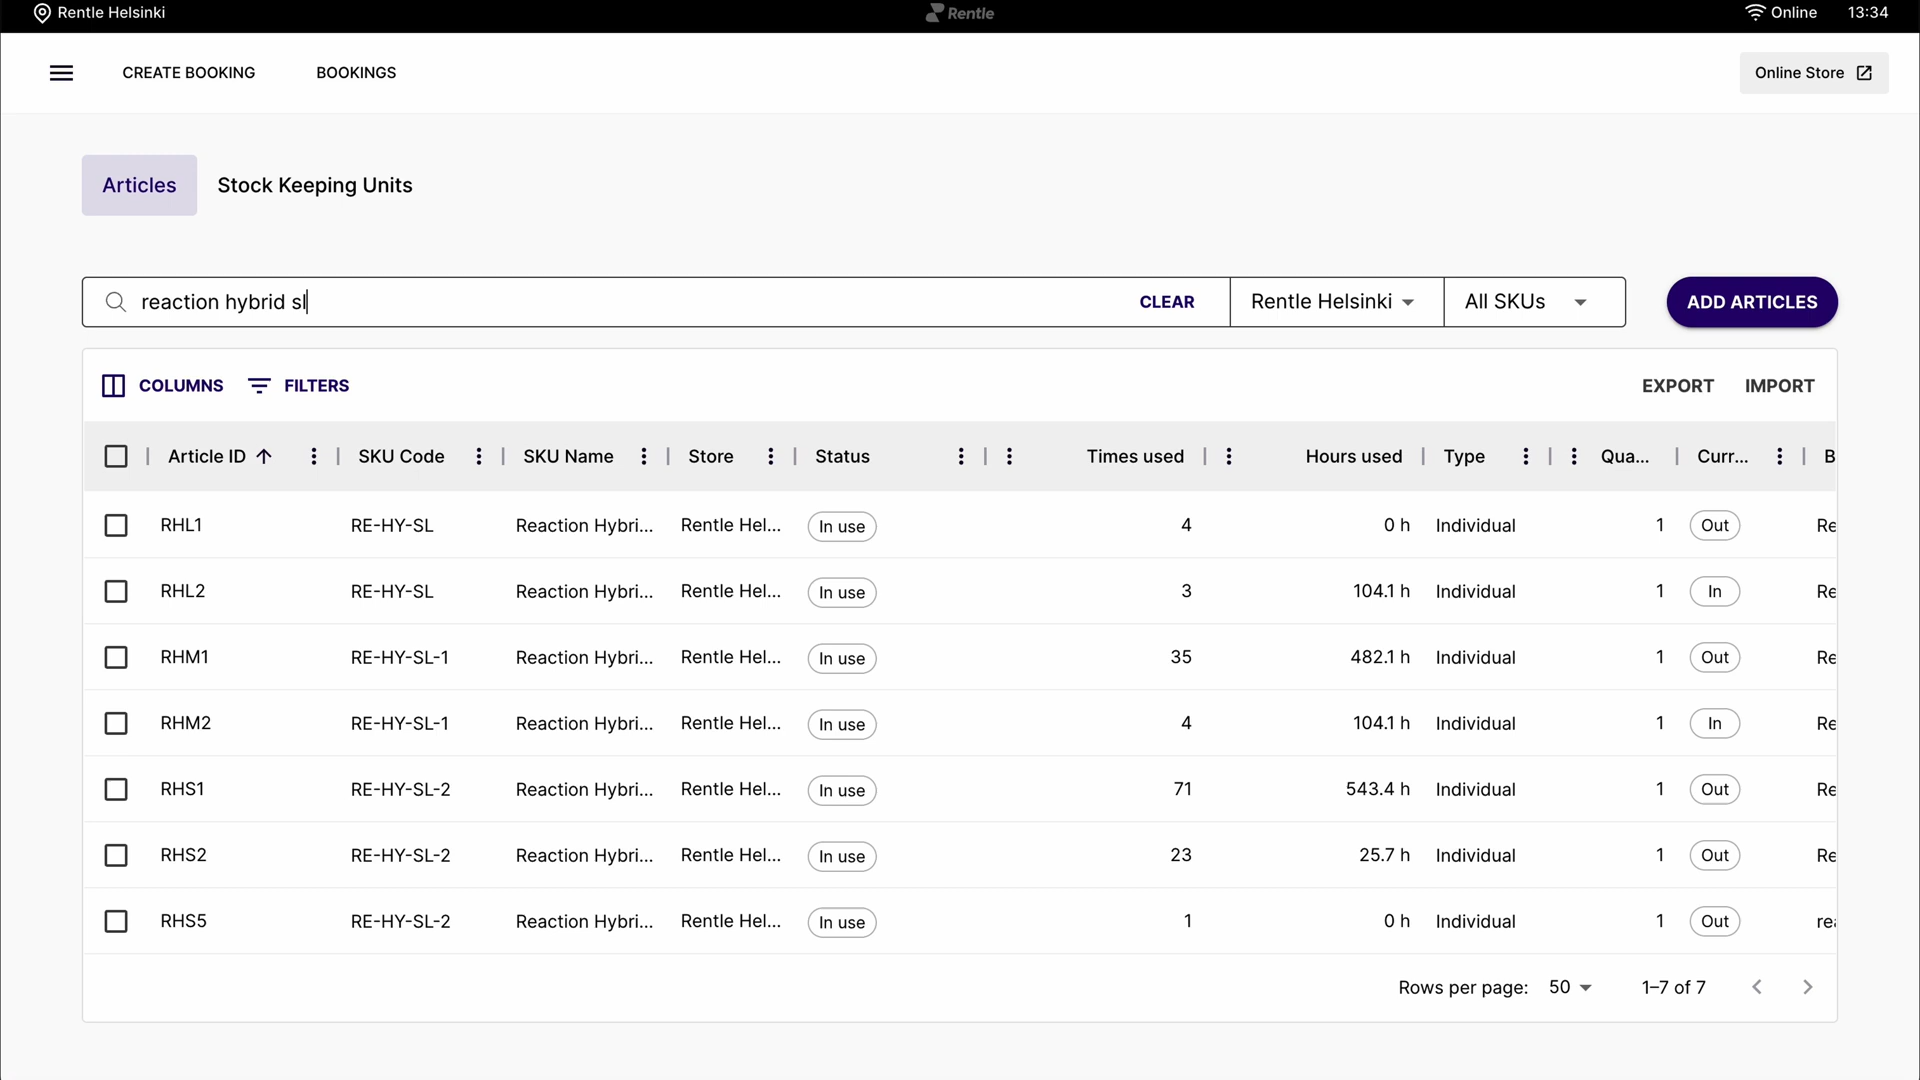 Rentle Helsinki
Rentle
Online 13:34
CREATE BOOKING BOOKINGS
Online Store
Articles Stock Keeping Units
reaction hybrid sl CLEAR Rentle Helsinki All SKUs ADD ARTICLES
COLUMNS FILTERS EXPORT IMPORT
Article ID SKU Code SKU Name Store Status Times used Hours used Type Qua... Curr... B
RHL1 RE-HY-SL Reaction Hybri... Rentle Hel... In use 4 0 h Individual 1 Out Re
RHL2 RE-HY-SL Reaction Hybri... Rentle Hel... In use 3 104.1 h Individual 1 In Re
RHM1 RE-HY-SL-1 Reaction Hybri... Rentle Hel... In use 35 482.1 h Individual 1 Out Re
RHM2 RE-HY-SL-1 Reaction Hybri... Rentle Hel... In use 4 104.1 h Individual 1 In Re
RHS1 RE-HY-SL-2 Reaction Hybri... Rentle Hel... In use 71 543.4 h Individual 1 Out Re
RHS2 RE-HY-SL-2 Reaction Hybri... Rentle Hel... In use 23 25.7 h Individual 1 Out Re
RHS5 RE-HY-SL-2 Reaction Hybri... Rentle Hel... In use 1 0 h Individual 1 Out rea
Rows per page: 50 1–7 of 7